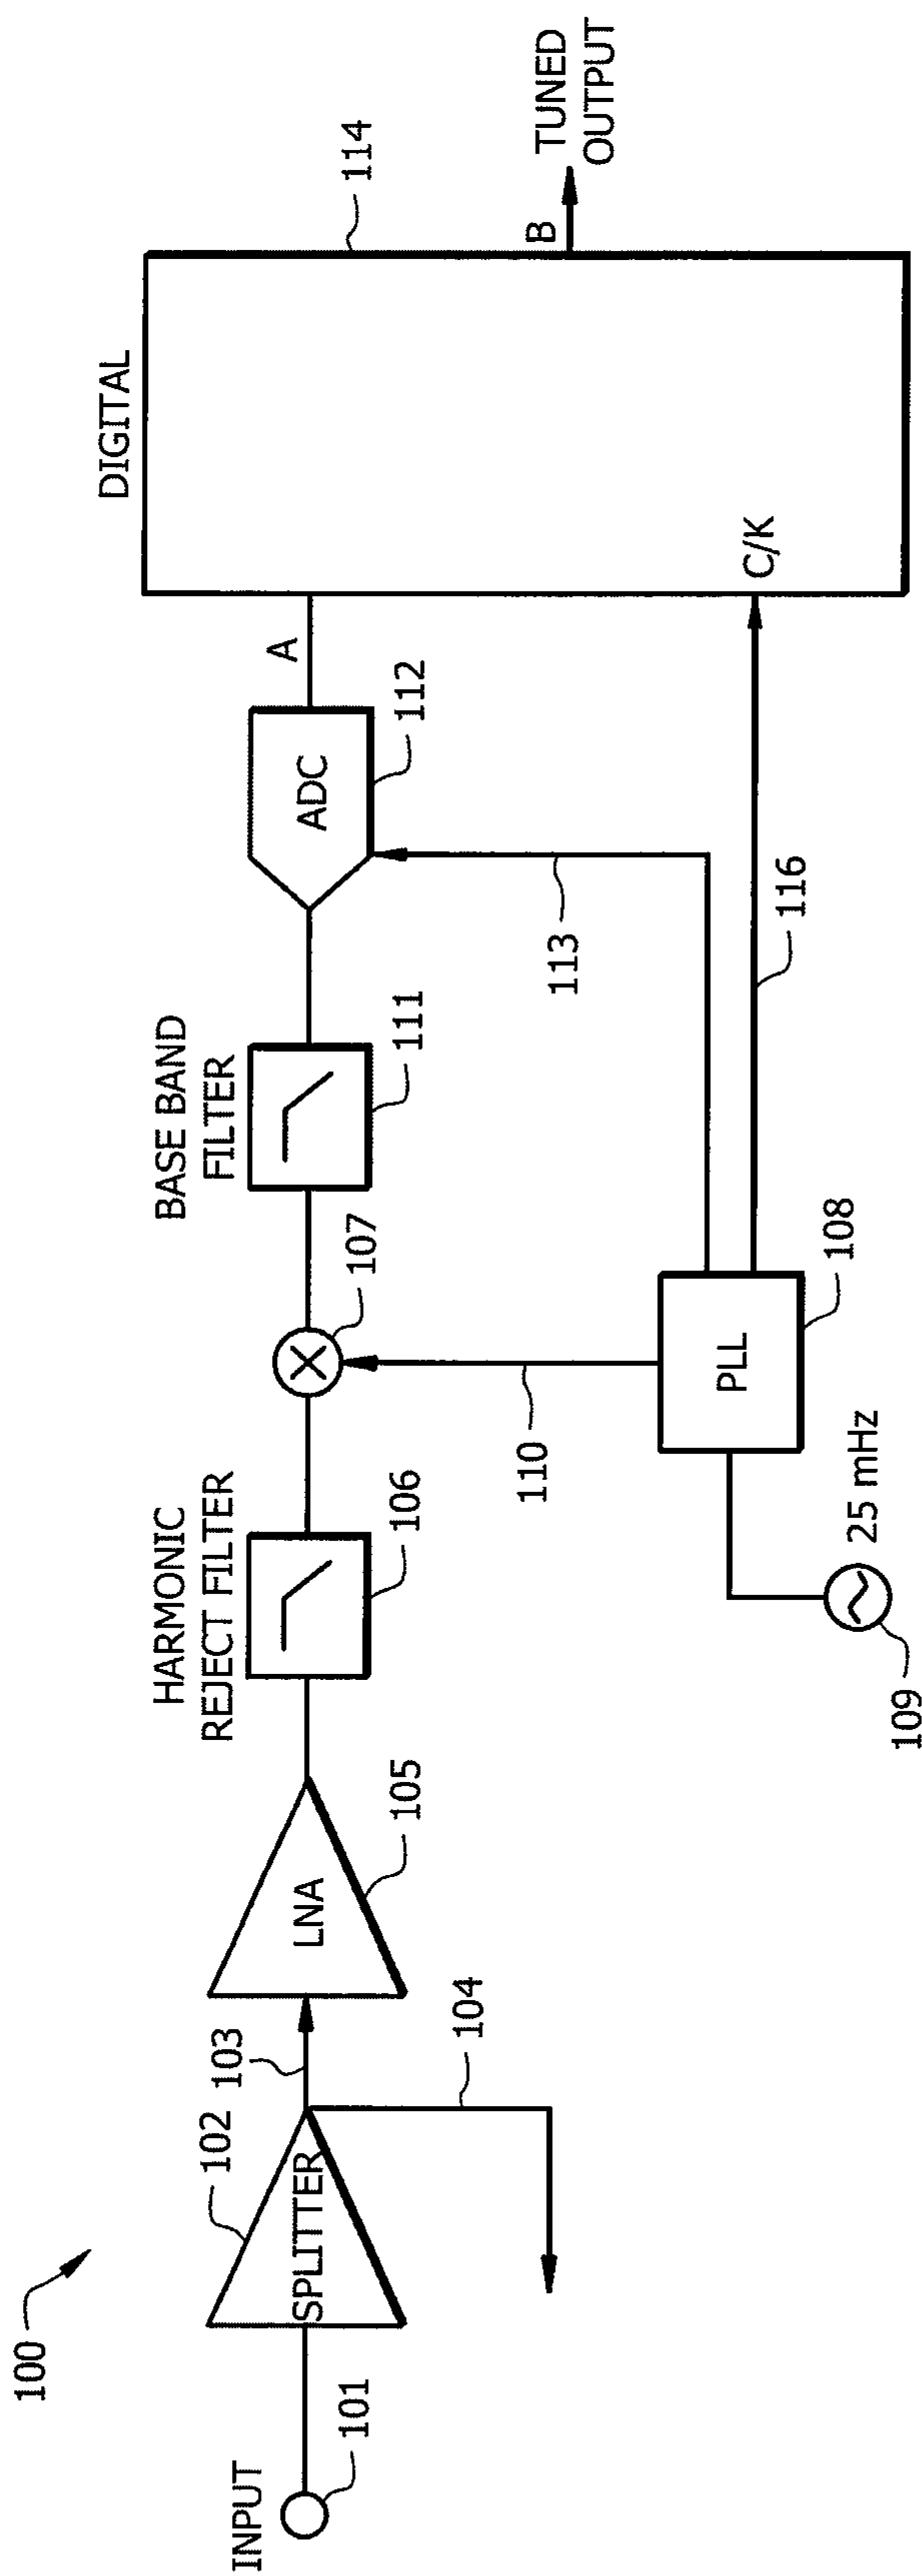 100
INPUT
101
SPLITTER
102
103
104
LNA
105
HARMONIC
REJECT FILTER
106
107
110
PLL
108
25 mHz
109
BASE BAND
FILTER
111
ADC
112
113
116
A
DIGITAL
C/K
114
B
TUNED
OUTPUT